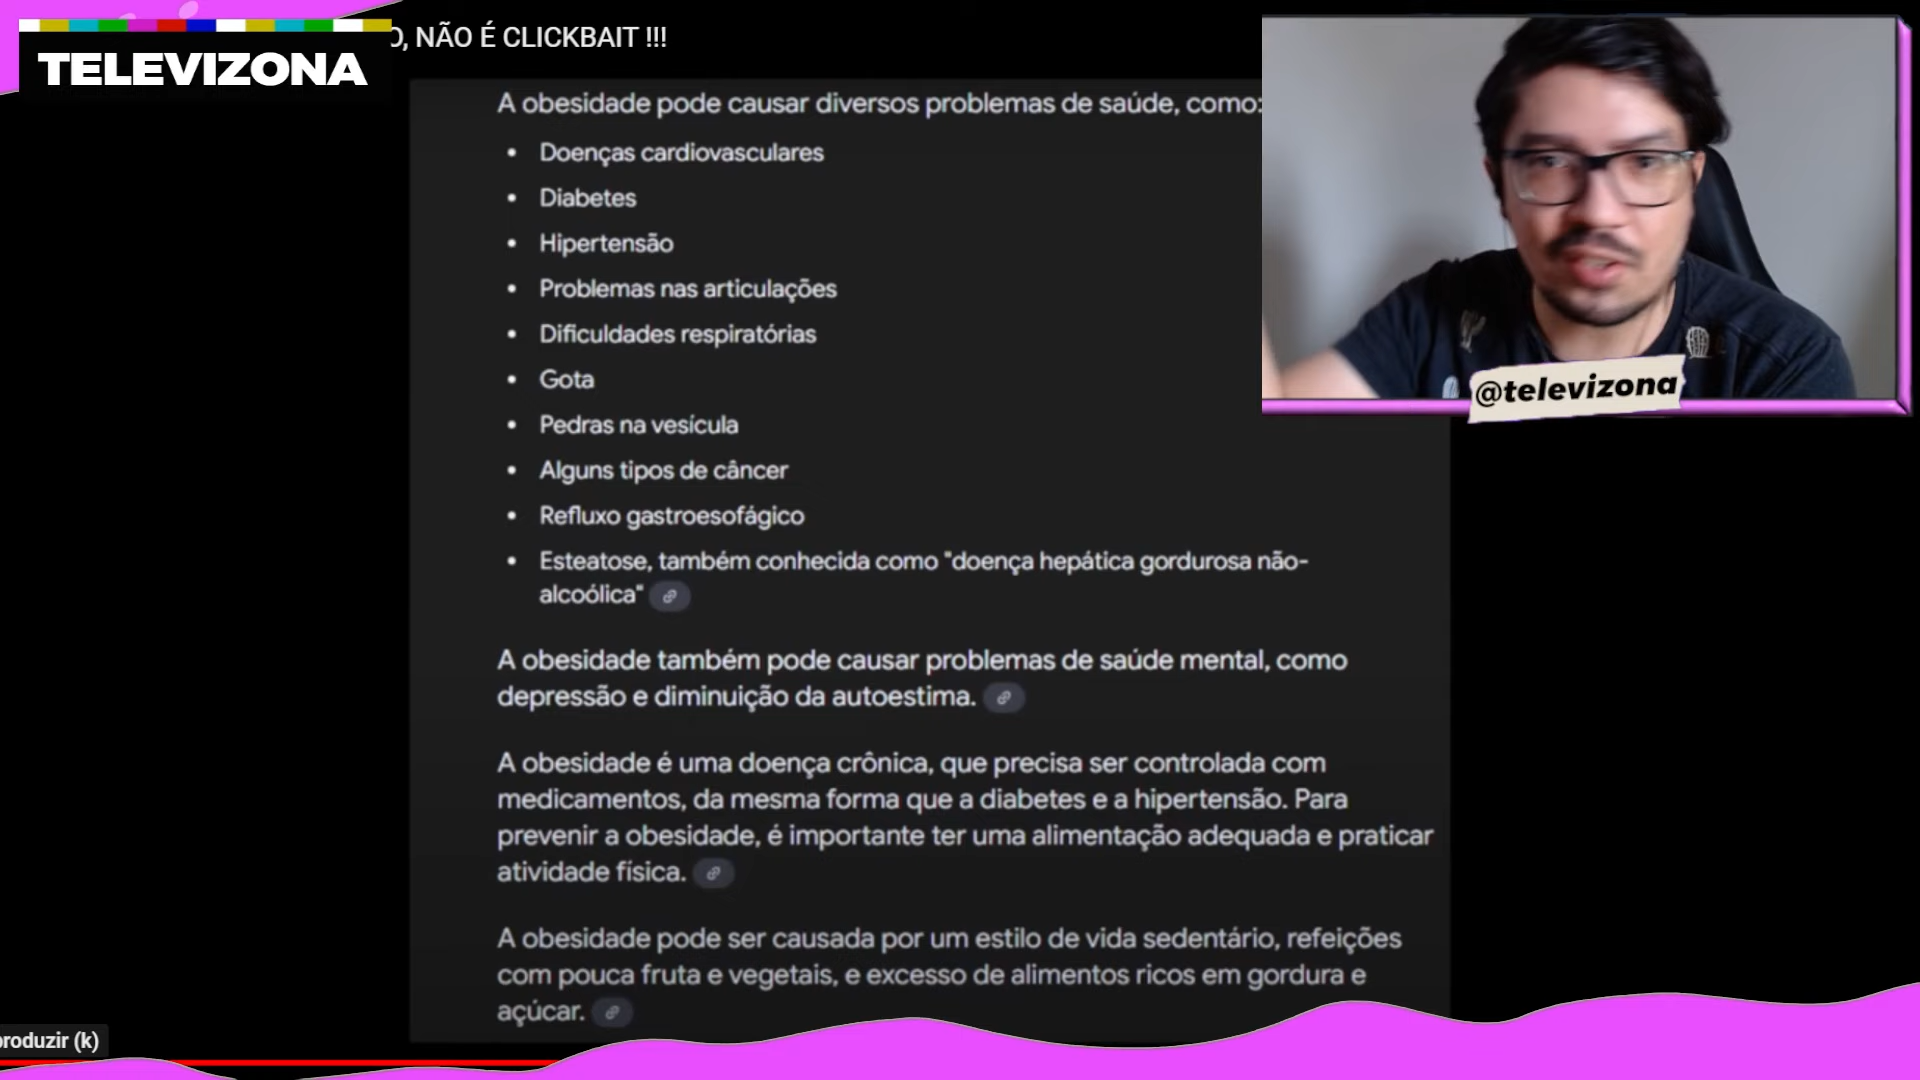 O, NÃO É CLICKBAIT !!!
TELEVIZONA
A obesidade pode causar diversos problemas de saúde, como:
• Doenças cardiovasculares
• Diabetes
• Hipertensão
• Problemas nas articulações
• Dificuldades respiratórias
• Gota
• Pedras na vesícula
• Alguns tipos de câncer
• Refluxo gastroesofágico
• Esteatose, também conhecida como "doença hepática gordurosa não-
alcoólica"
@televizona
A obesidade também pode causar problemas de saúde mental, como
depressão e diminuição da autoestima.
A obesidade é uma doença crônica, que precisa ser controlada com
medicamentos, da mesma forma que a diabetes e a hipertensão. Para
prevenir a obesidade, é importante ter uma alimentação adequada e praticar
atividade física.
A obesidade pode ser causada por um estilo de vida sedentário, refeições
com pouca fruta e vegetais, e excesso de alimentos ricos em gordura e
açúcar.
produzir (k)